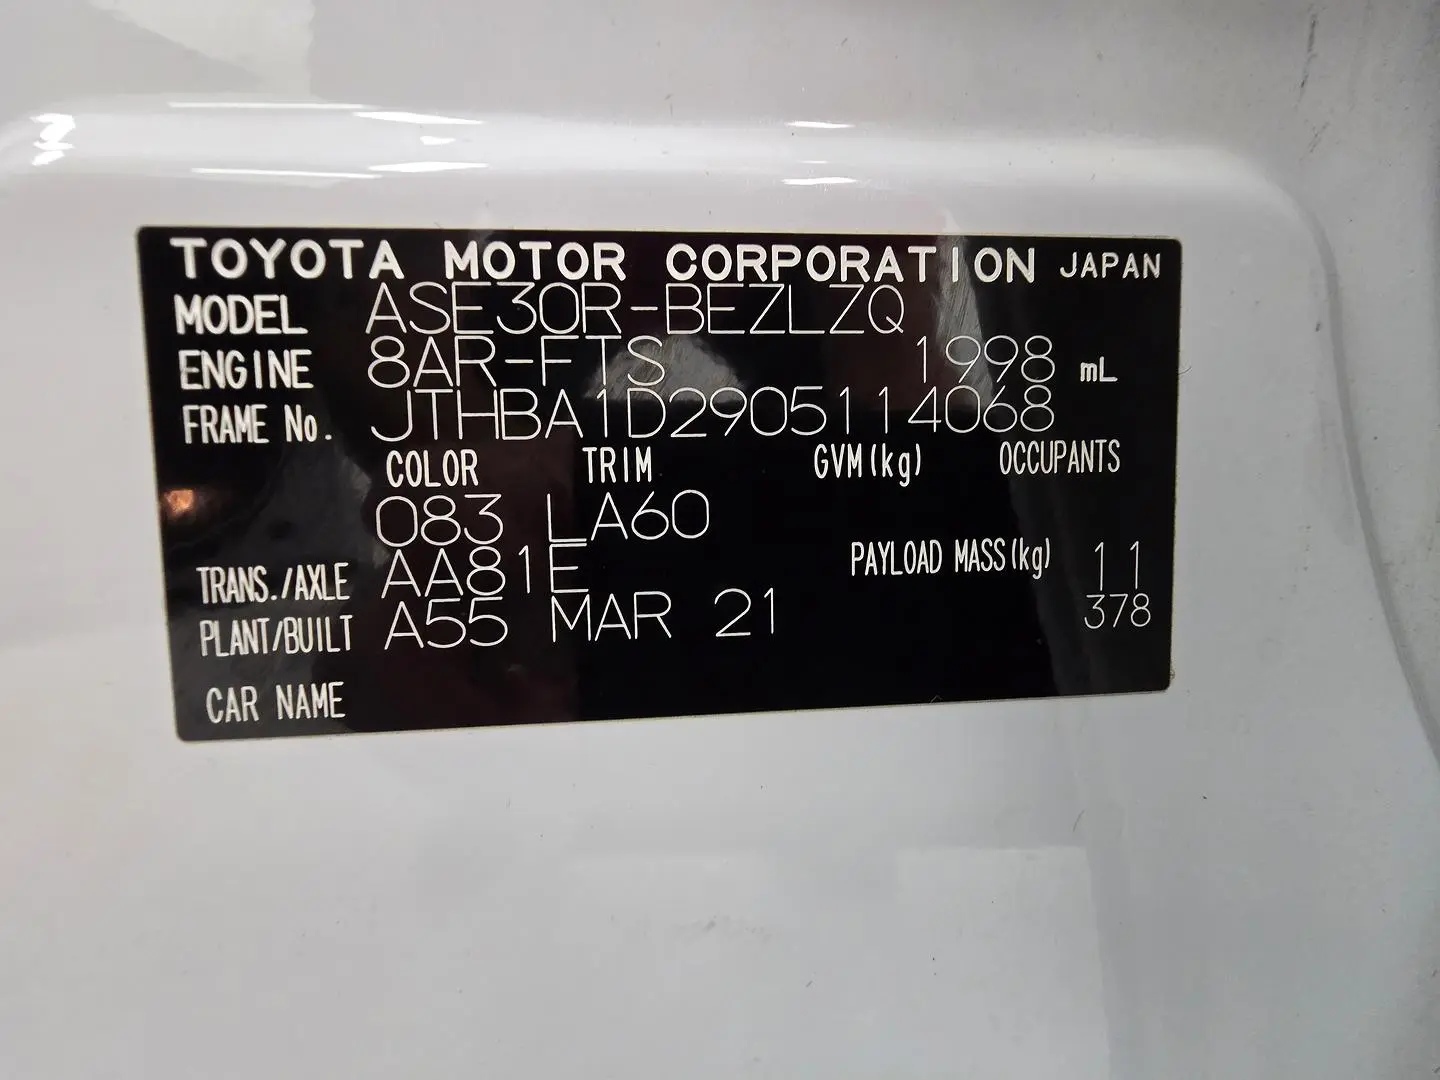 TOYOTA MOTOR CORPORATION JAPAN
MODEL ASE30R-BEZLZQ
ENGINE 8AR-FTS 1998 mL
FRAME No. JTHBA1D2905114068
COLOR TRIM GVM(kg) OCCUPANTS
083 LA60
TRANS./AXLE AA81E PAYLOAD MASS(kg) 11
PLANT/BUILT A55 MAR 21 378
CAR NAME